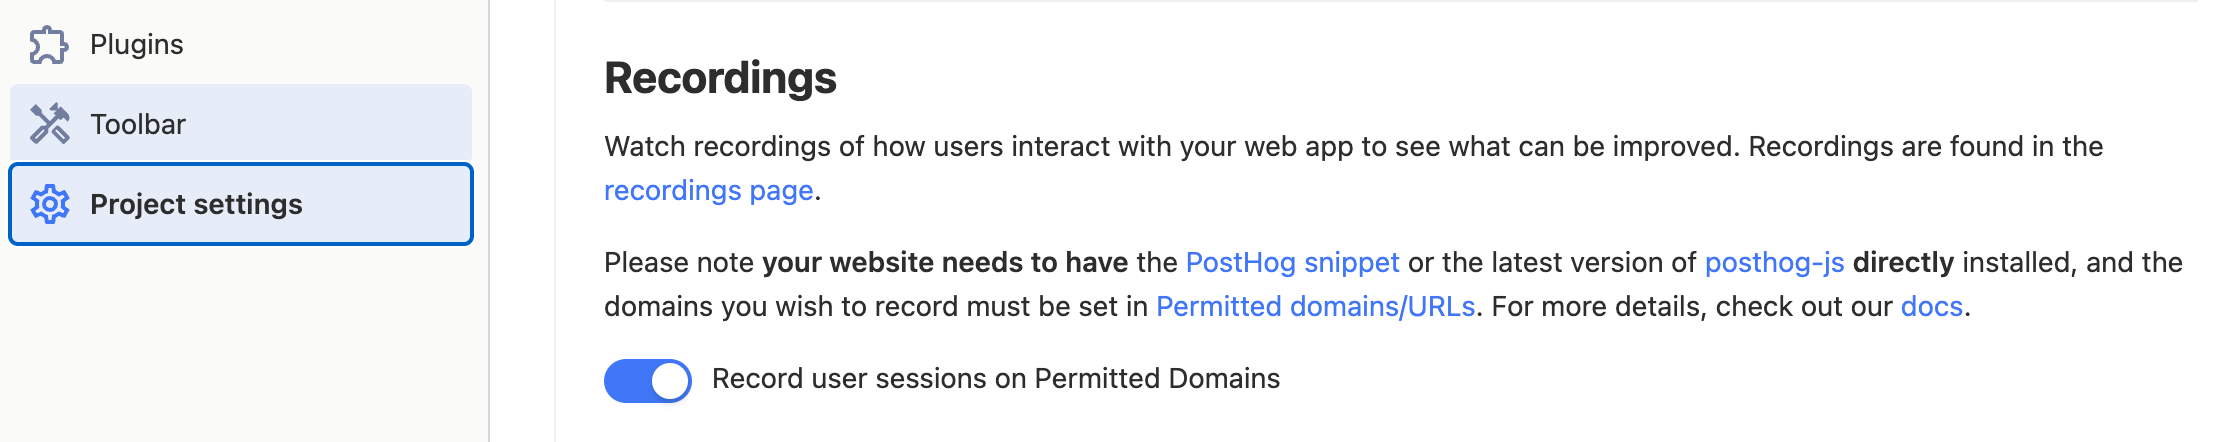 Plugins
Toolbar
Project settings
Recordings
Watch recordings of how users interact with your web app to see what can be improved. Recordings are found in the
recordings page.
Please note your website needs to have the PostHog snippet or the latest version of posthog-js directly installed, and the
domains you wish to record must be set in Permitted domains/URLs. For more details, check out our docs.
Record user sessions on Permitted Domains